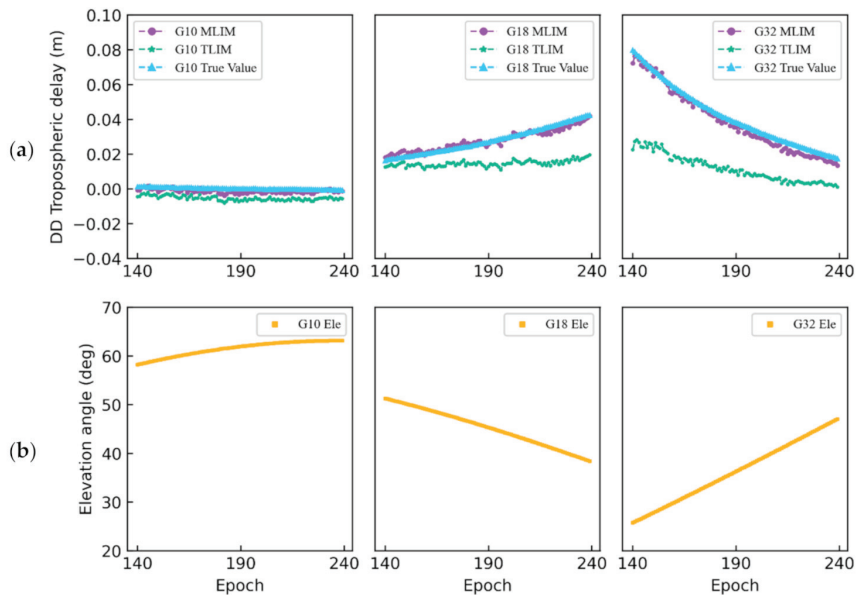 (a)
DD Tropospheric delay (m)
0.10
0.08
0.06
0.04
0.02
0.00
−0.02
−0.04
G10 MLIM
G10 TLIM
G10 True Value
140
190
240
G18 MLIM
G18 TLIM
G18 True Value
140
190
240
G32 MLIM
G32 TLIM
G32 True Value
140
190
240
(b)
Elevation angle (deg)
70
60
50
40
30
20
G10 Ele
140
190
240
Epoch
G18 Ele
140
190
240
Epoch
G32 Ele
140
190
240
Epoch